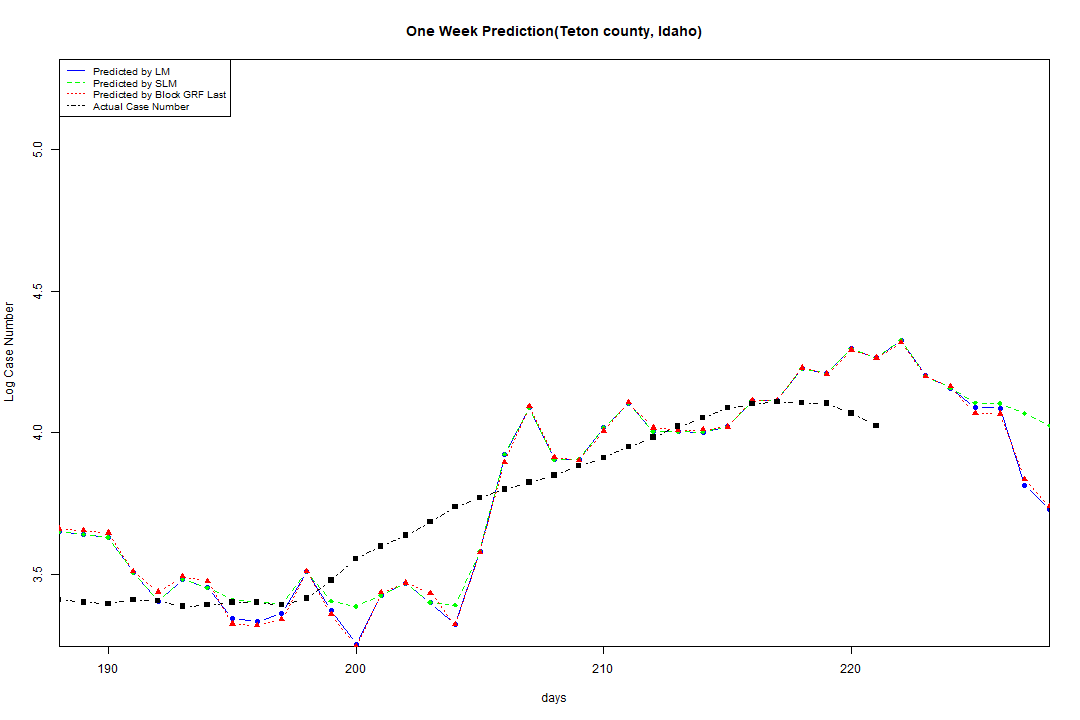 One Week Prediction(Teton county, Idaho)
Predicted by LM
Predicted by SLM
Predicted by Block GRF Last
Actual Case Number
5.0
4.5
4.0
3.5
Log Case Number
190 200 210 220
days